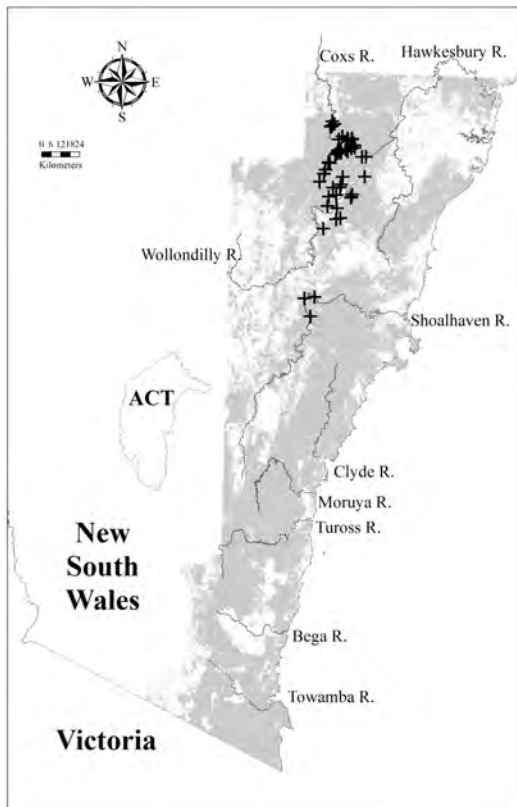 Coxs R.
Hawkesbury R.
N
W
E
S
0 6 121824
Kilometers
Wollondilly R.
Shoalhaven R.
ACT
Clyde R.
Moruya R.
Tuross R.
New
South
Wales
Bega R.
Towamba R.
Victoria